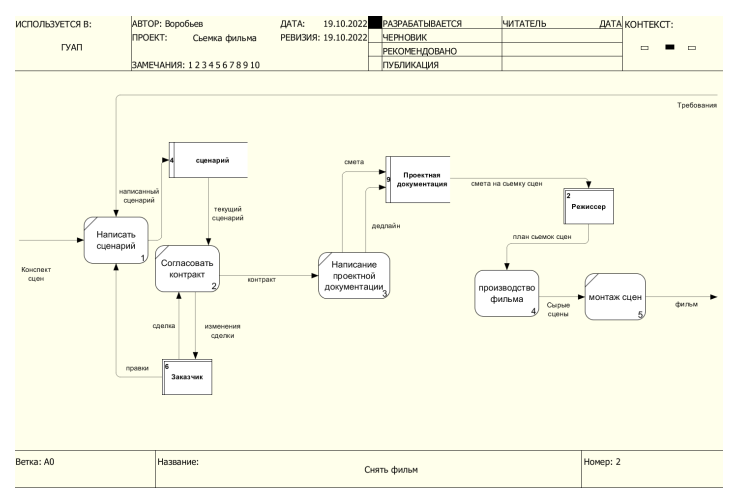 ИСПОЛЬЗУЕТСЯ В:
ГУАП
АВТОР: Воробьев
ДАТА: 19.10.2022
ПРОЕКТ: Сьемка фильма
РЕВИЗИЯ: 19.10.2022
ЗАМЕЧАНИЯ: 1 2 3 4 5 6 7 8 9 10
РАЗРАБАТЫВАЕТСЯ
ЧЕРНОВИК
РЕКОМЕНДОВАНО
ПУБЛИКАЦИЯ
ЧИТАТЕЛЬ
ДАТА
КОНТЕКСТ:
Требования
4
сценарий
написанный
сценарий
текущий
сценарий
Написать
сценарий
1
Конспект
сцен
Согласовать
контракт
2
контракт
сделка
изменения
сделки
правки
6
Заказчик
смета
дедлайн
9
Проектная
документация
Написание
проектной
документации
3
смета на сьемку сцен
2
Режиссер
план сьемок сцен
производство
фильма
4
Сырые
сцены
монтаж сцен
5
фильм
Ветка: A0
Название:
Снять фильм
Номер: 2